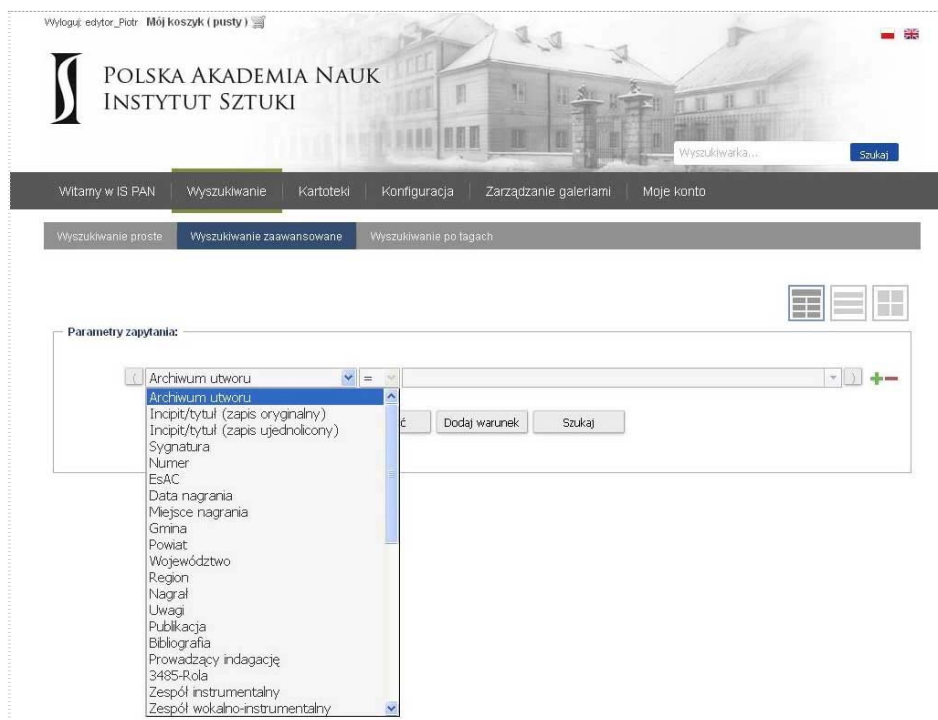 Wyloguj: edytor_Piotr Mój koszyk ( pusty )
POLSKA AKADEMIA NAUK
INSTYTUT SZTUKI
Wyszukiwarka... Szukaj
Witamy w IS PAN Wyszukiwanie Kartoteki Konfiguracja Zarządzanie galeriami Moje konto
Wyszukiwanie proste Wyszukiwanie zaawansowane Wyszukiwanie po tagach
Parametry zapytania:
( Archiwum utworu = )
Archiwum utworu
Incipit/tytuł (zapis oryginalny)
Incipit/tytuł (zapis ujednolicony)
ć Dodaj warunek Szukaj
Sygnatura
Numer
EsAC
Data nagrania
Miejsce nagrania
Gmina
Powiat
Województwo
Region
Nagrał
Uwagi
Publikacja
Bibliografia
Prowadzący indagację
3485-Rola
Zespół instrumentalny
Zespół wokalno-instrumentalny